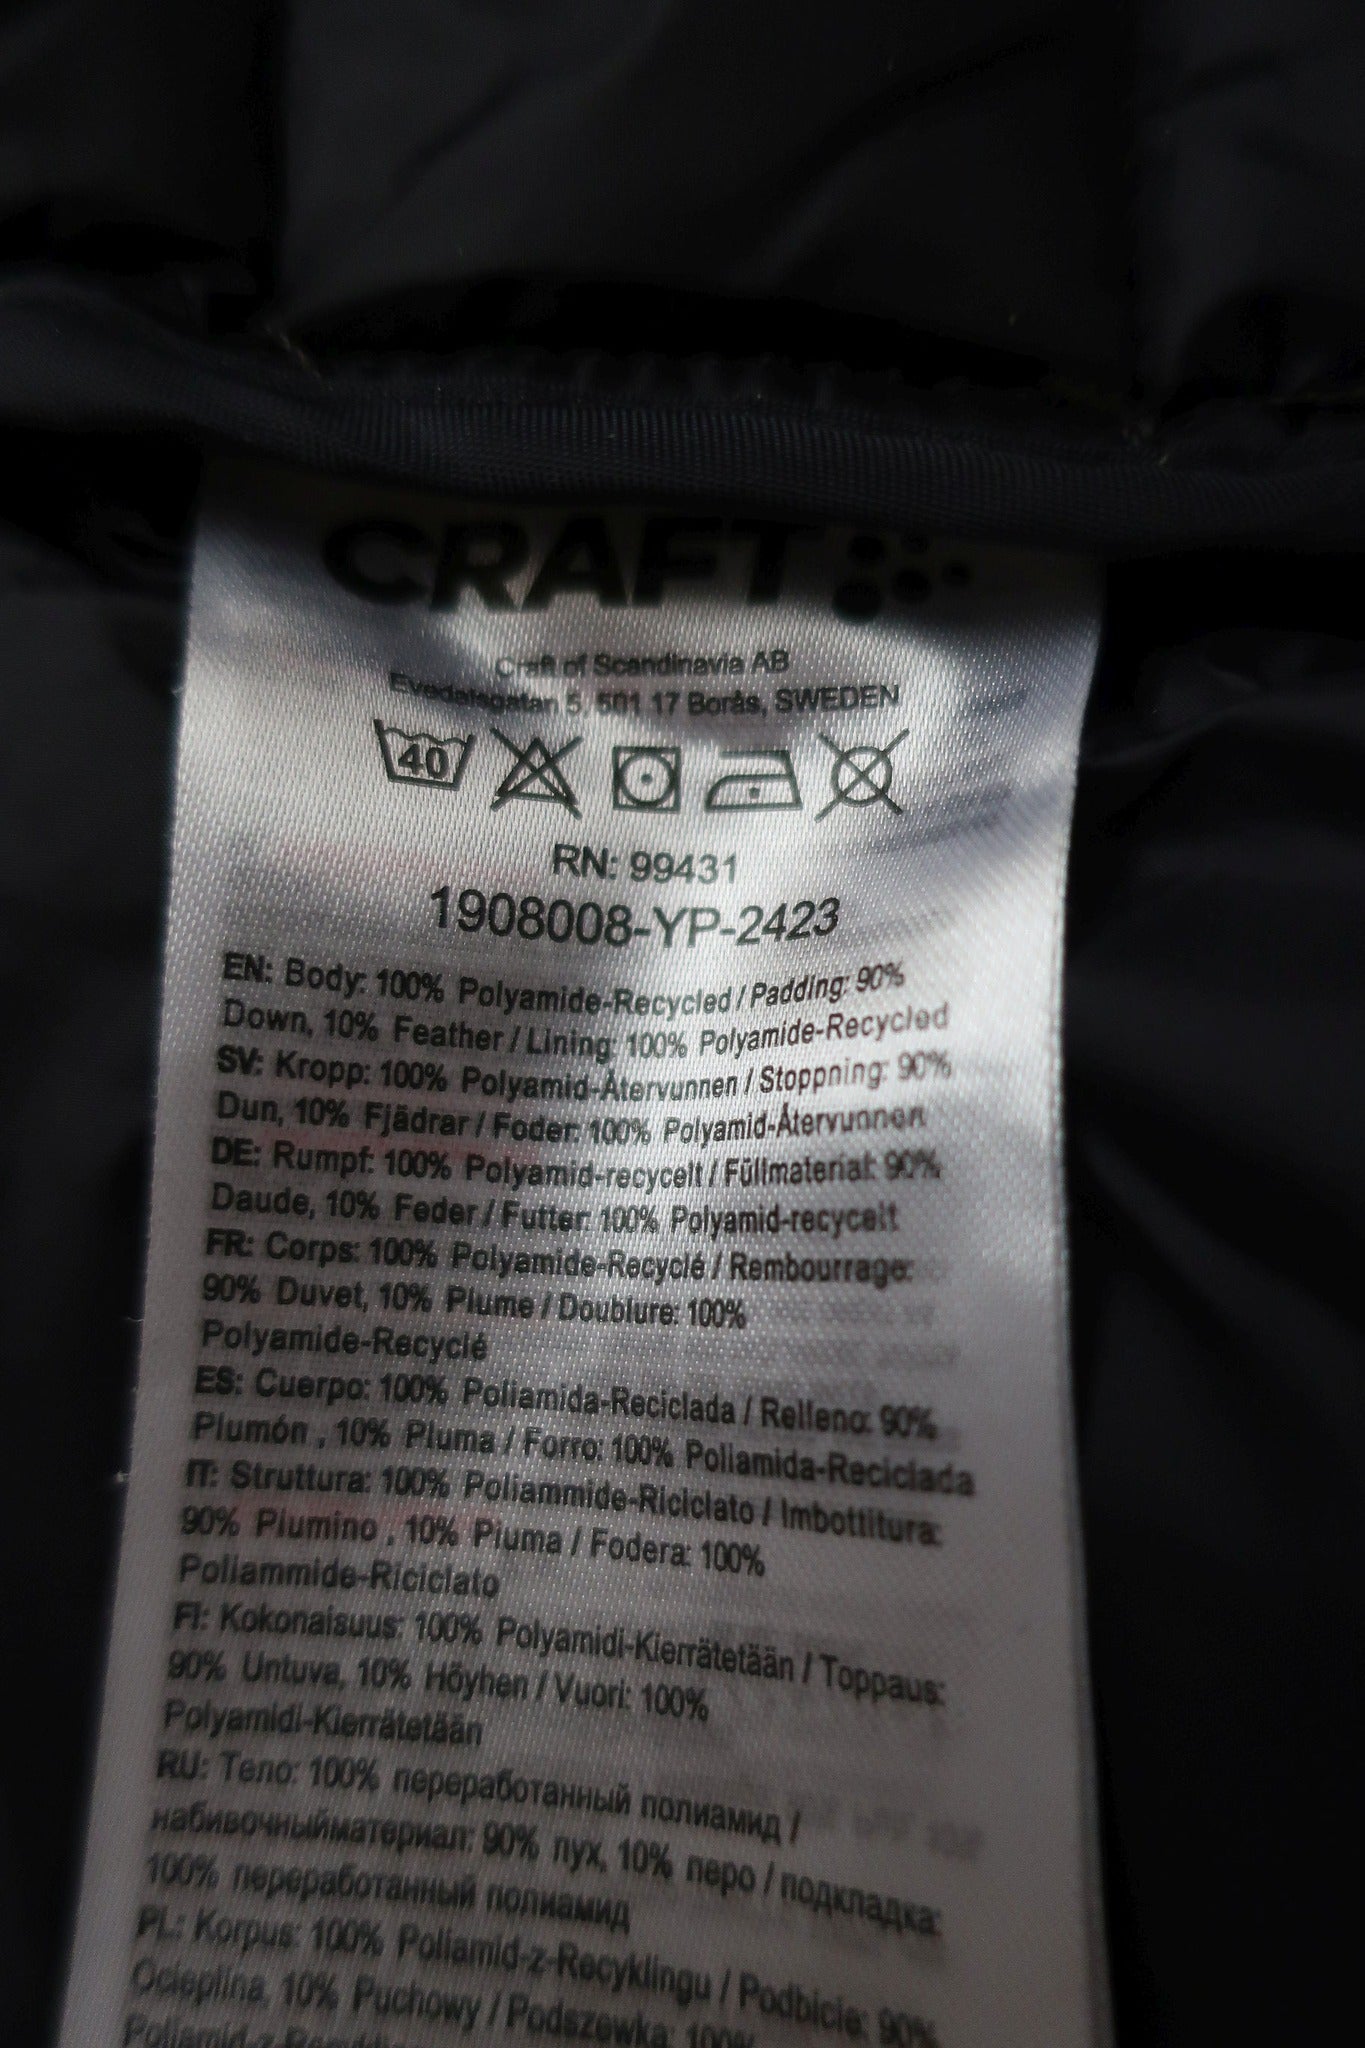 CRAFT
Craft of Scandinavia AB
Evedalsgatan 5, 501 17 Borås, SWEDEN
40
RN: 99431
1908008-YP-2423
EN: Body: 100% Polyamide-Recycled / Padding: 90%
Down, 10% Feather / Lining: 100% Polyamide-Recycled
SV: Kropp: 100% Polyamid-Återvunnen / Stoppning: 90%
Dun, 10% Fjädrar / Foder: 100% Polyamid-Återvunnen
DE: Rumpf: 100% Polyamid-recycelt / Füllmaterial: 90%
Daude, 10% Feder / Futter: 100% Polyamid-recycelt
FR: Corps: 100% Polyamide-Recyclé / Rembourrage:
90% Duvet, 10% Plume / Doublure: 100%
Polyamide-Recyclé
ES: Cuerpo: 100% Poliamida-Reciclada / Relleno: 90%
Plumón , 10% Pluma / Forro: 100% Poliamida-Reciclada
IT: Struttura: 100% Poliammide-Riciclato / Imbottitura:
90% Piumino , 10% Piuma / Fodera: 100%
Poliammide-Riciclato
FI: Kokonaisuus: 100% Polyamidi-Kierrätetään / Toppaus:
90% Untuva, 10% Höyhen / Vuori: 100%
Polyamidi-Kierrätetään
RU: Тело: 100% переработанный полиамид /
набивочныйматериал: 90% пух, 10% перо / подкладка:
100% переработанный полиамид
PL: Korpus: 100% Poliamid-z-Recyklingu / Podbicie: 90%
Ocieplina, 10% Puchowy / Podszewka: 100%